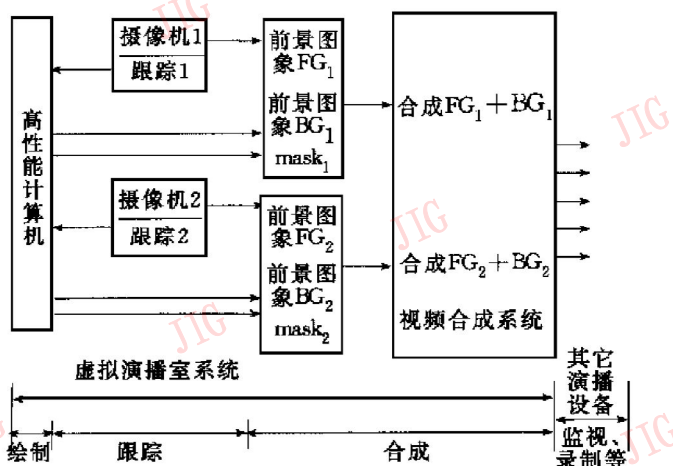 高性能计算机
摄像机1
跟踪1
前景图
象FG₁
前景图
象BG₁
mask₁
摄像机2
跟踪2
前景图
象FG₂
前景图
象BG₂
mask₂
合成FG₁+BG₁
合成FG₂+BG₂
视频合成系统
虚拟演播室系统
其它
演播
设备
绘制
跟踪
合成
监视、
录制等
JIG
JIG
JIG
JIG
JIG